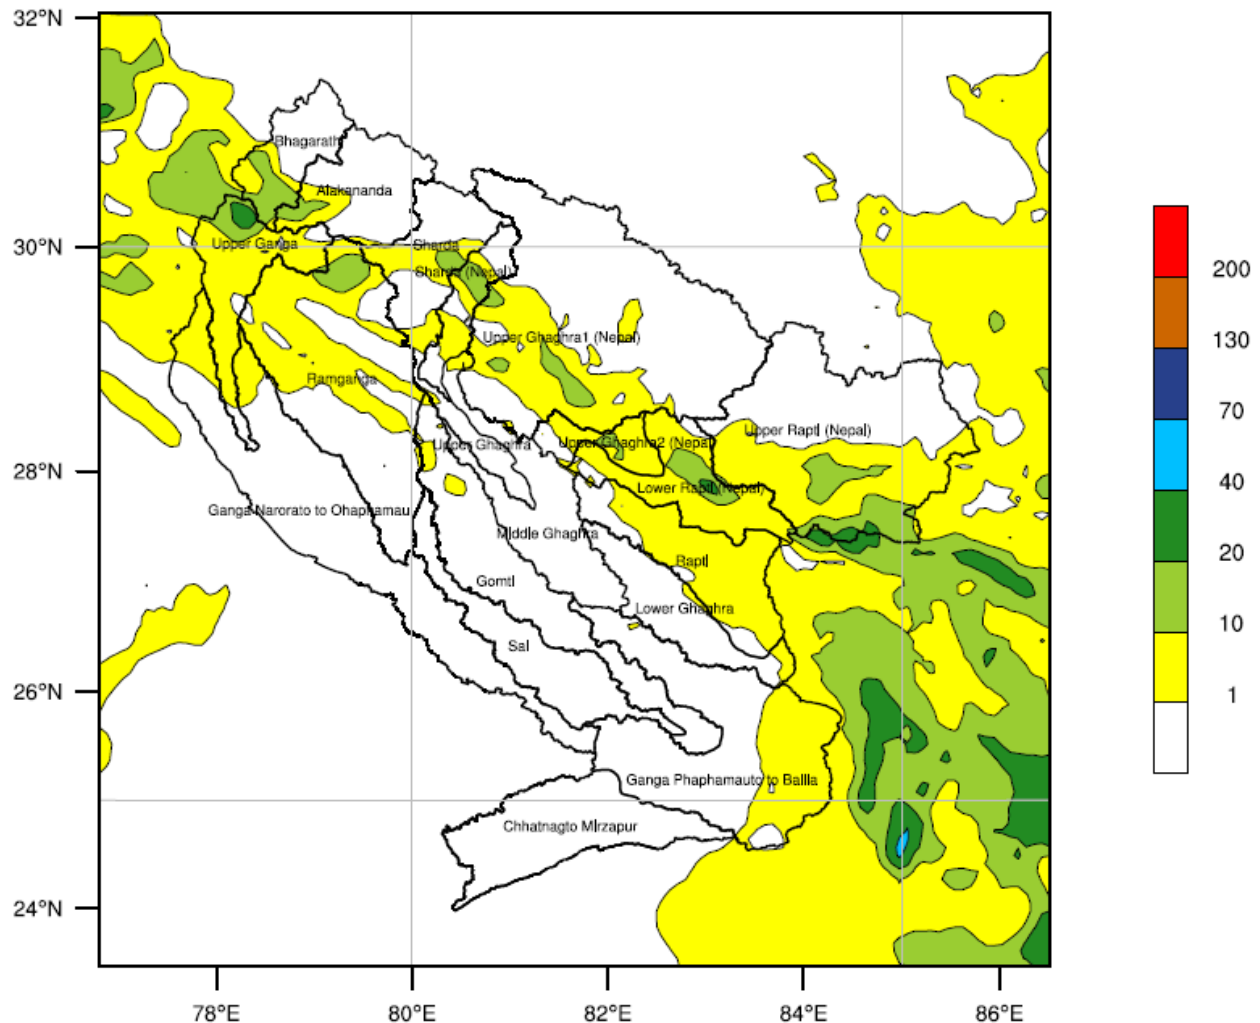 32°N
Bhagarath
Alakananda
200
Upper Ganga
Sharda
30°N
Sharda (Nepal)
130
Upper Ghaghra1 (Nepal)
Ramganga
70
Upper Rapti (Nepal)
Upper Ghaghra
Upper Ghaghra2 (Nepal)
28°N
40
Lower Rapti (Nepal)
Ganga Narorato to Ohaphamau
Middle Ghaghra
20
Rapti
Gomti
Lower Ghaghra
10
Sai
26°N
1
Ganga Phaphamauto to Ballia
Chhatnagto Mirzapur
24°N
78°E
80°E
82°E
84°E
86°E